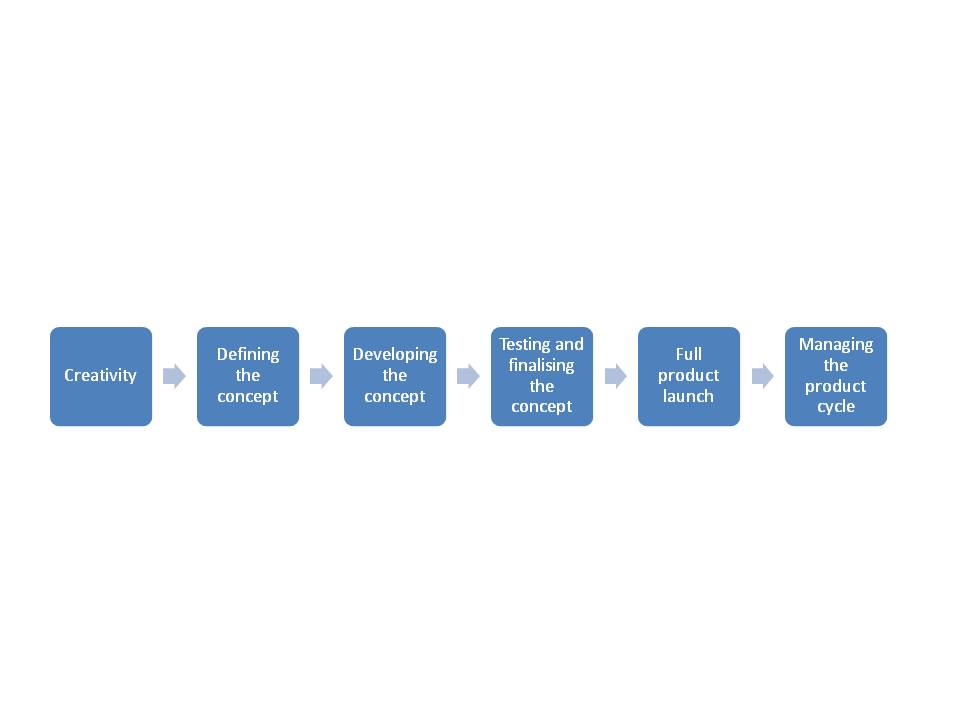 Creativity
Defining
the
concept
Developing
the
concept
Testing and
finalising
the
concept
Full
product
launch
Managing
the
product
cycle